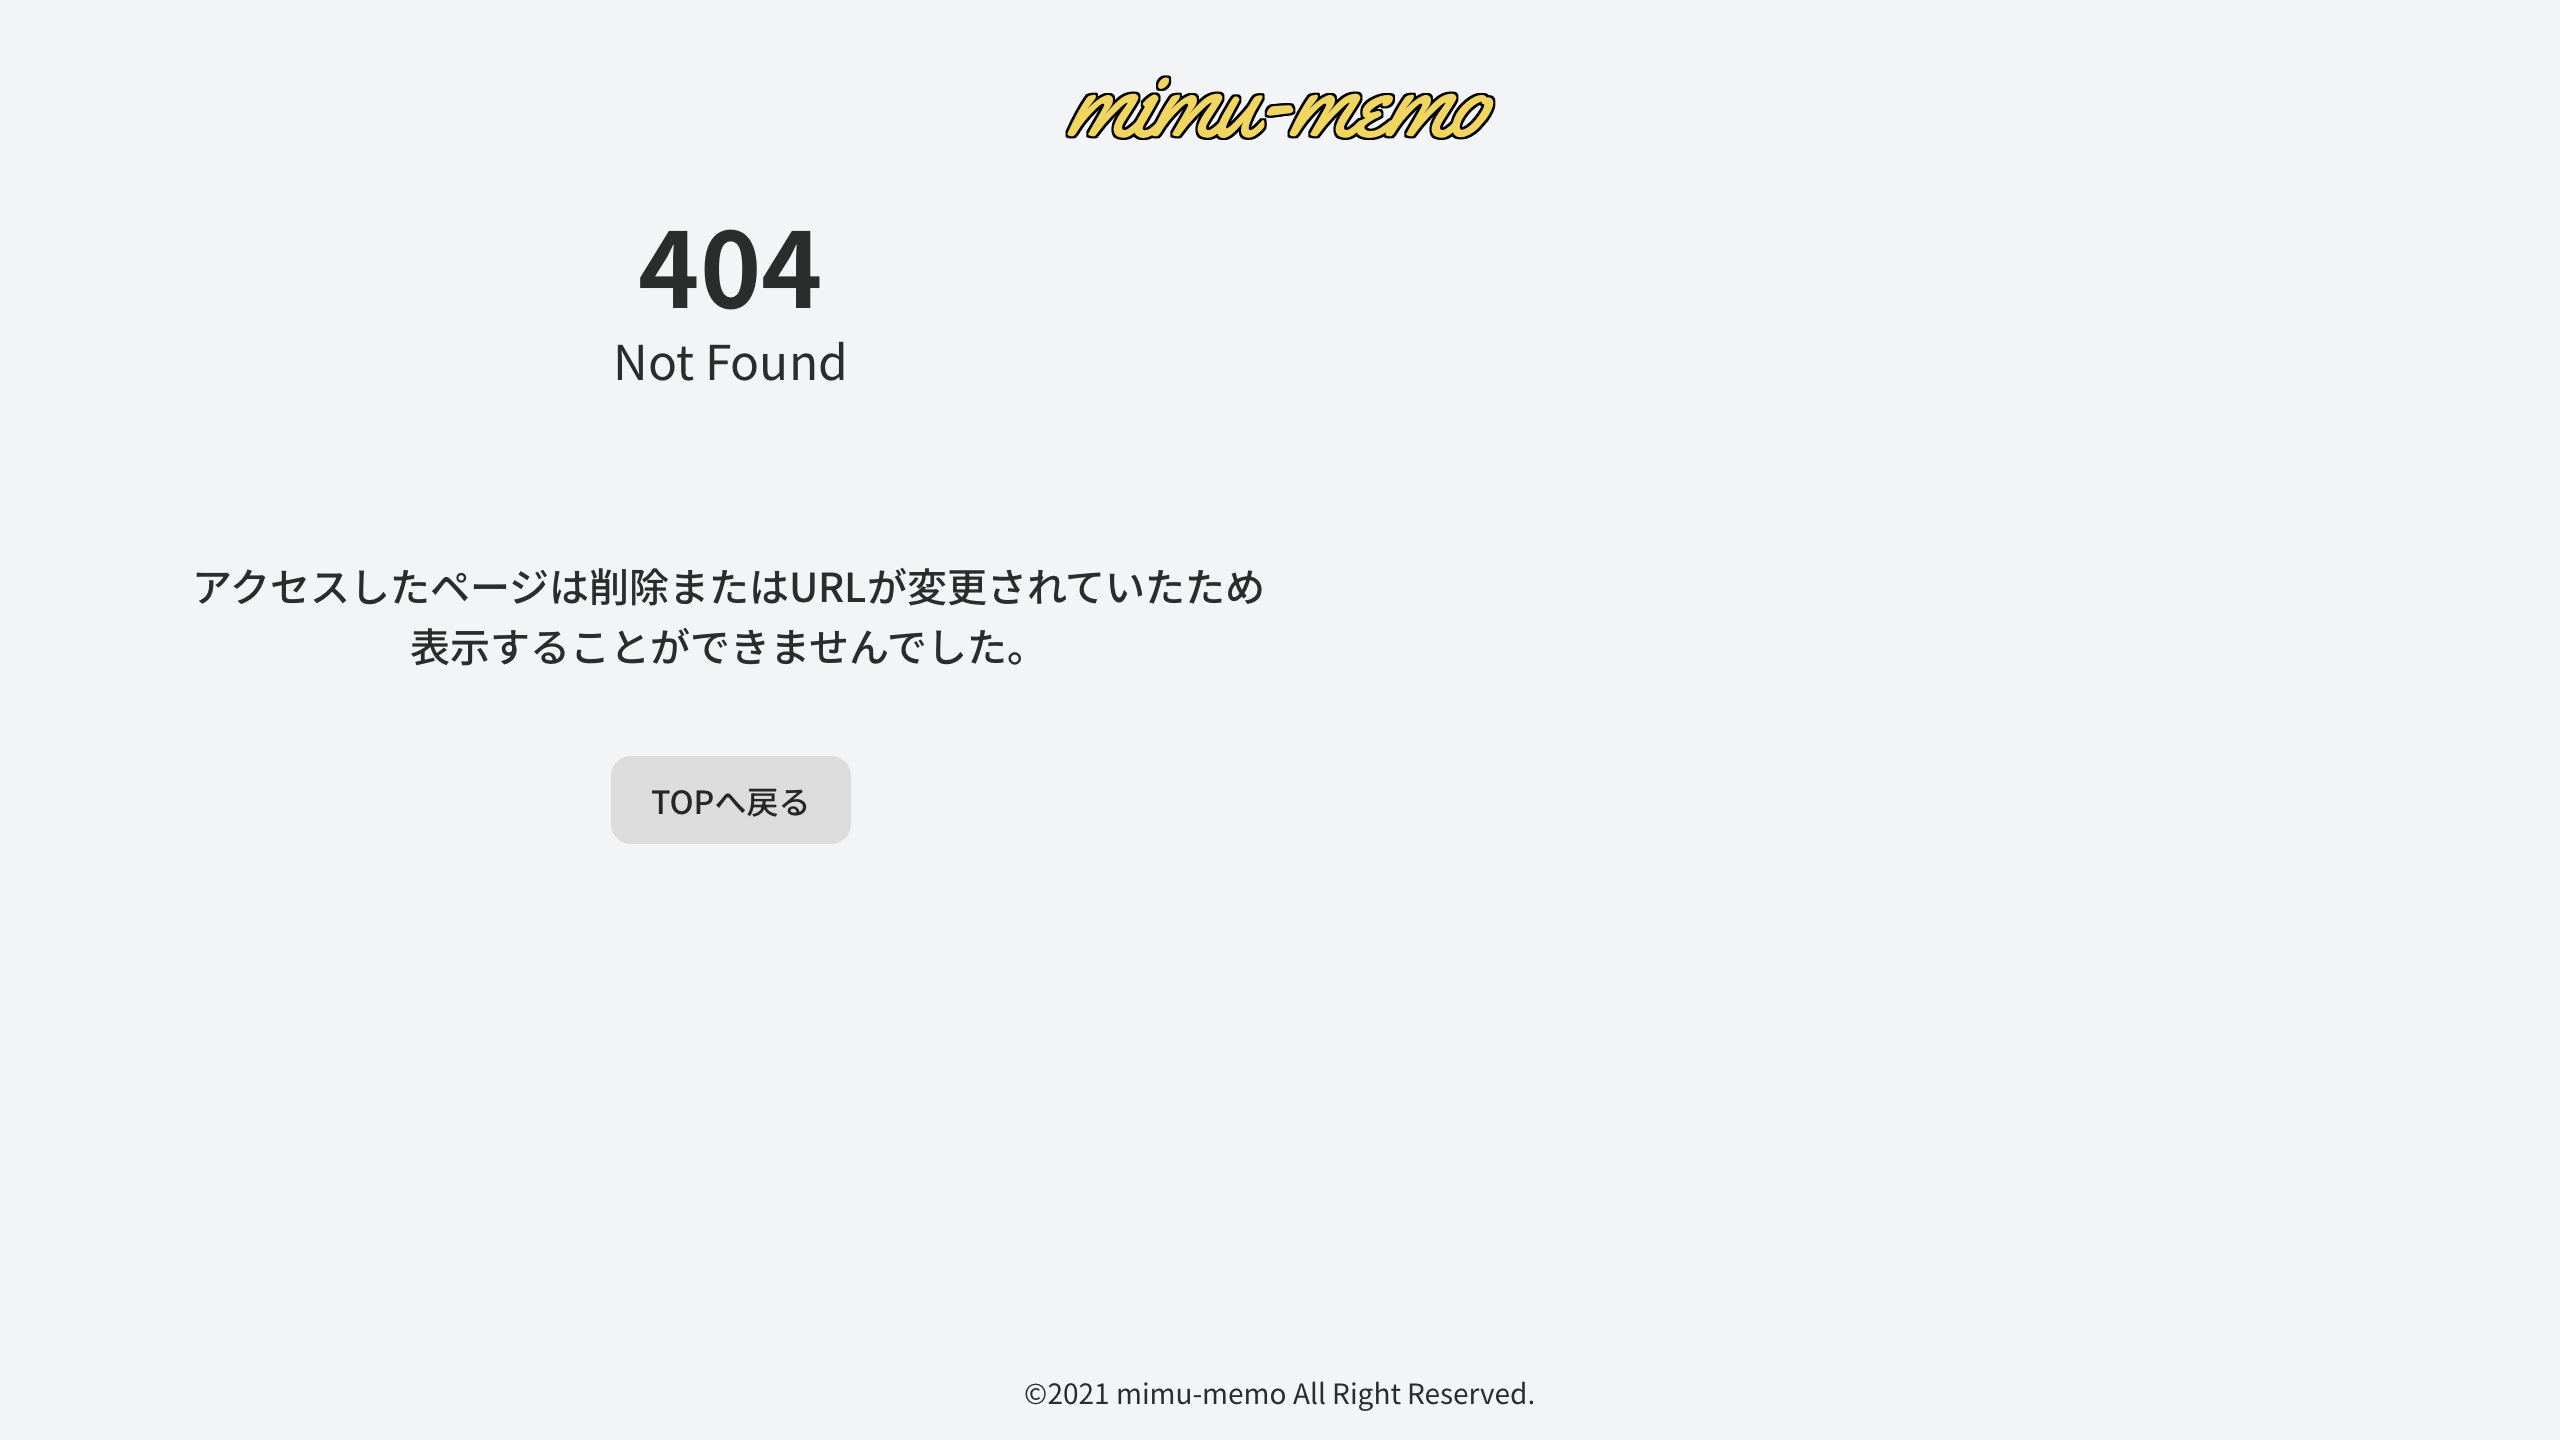 mimu-memo
404
Not Found
アクセスしたページは削除またはURLが変更されていたため
表示することができませんでした。
TOPへ戻る
©2021 mimu-memo All Right Reserved.